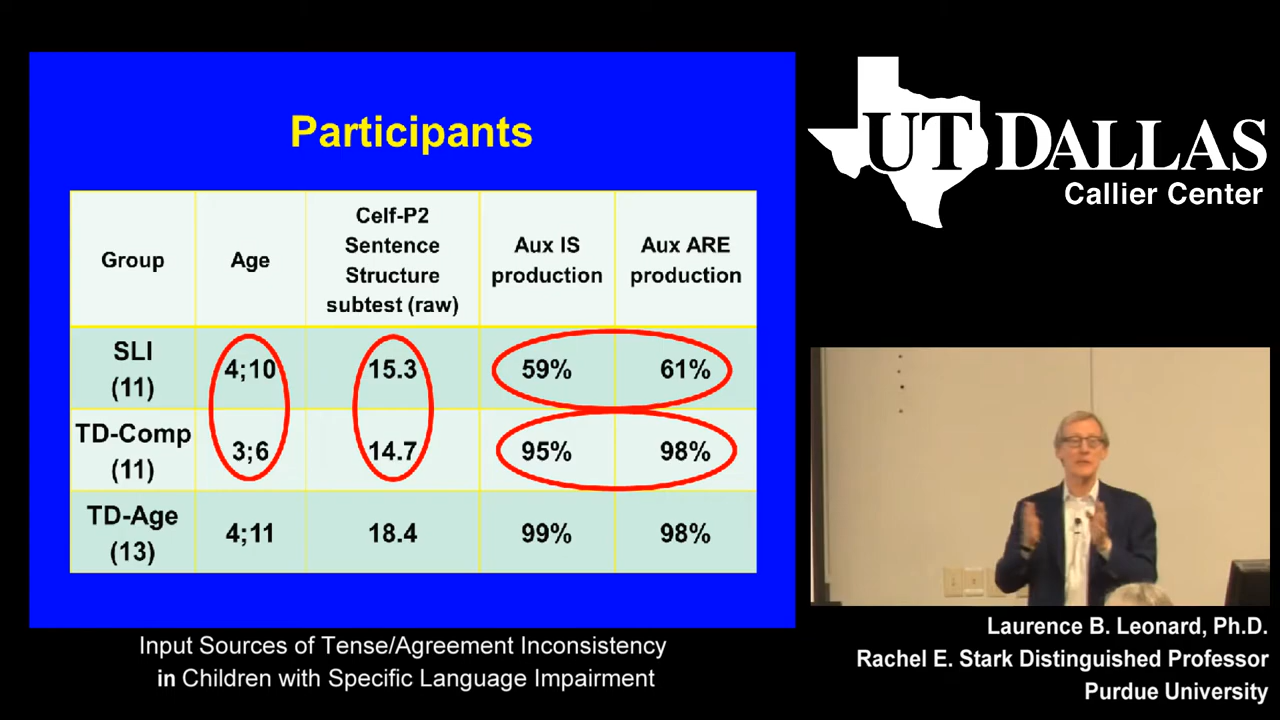 Participants
Group
Age
Celf-P2
Sentence
Structure
subtest (raw)
Aux IS
production
Aux ARE
production
SLI
(11)
4;10
15.3
59%
61%
TD-Comp
(11)
3;6
14.7
95%
98%
TD-Age
(13)
4;11
18.4
99%
98%
UT DALLAS
Callier Center
Laurence B. Leonard, Ph.D.
Rachel E. Stark Distinguished Professor
Purdue University
Input Sources of Tense/Agreement Inconsistency
in Children with Specific Language Impairment